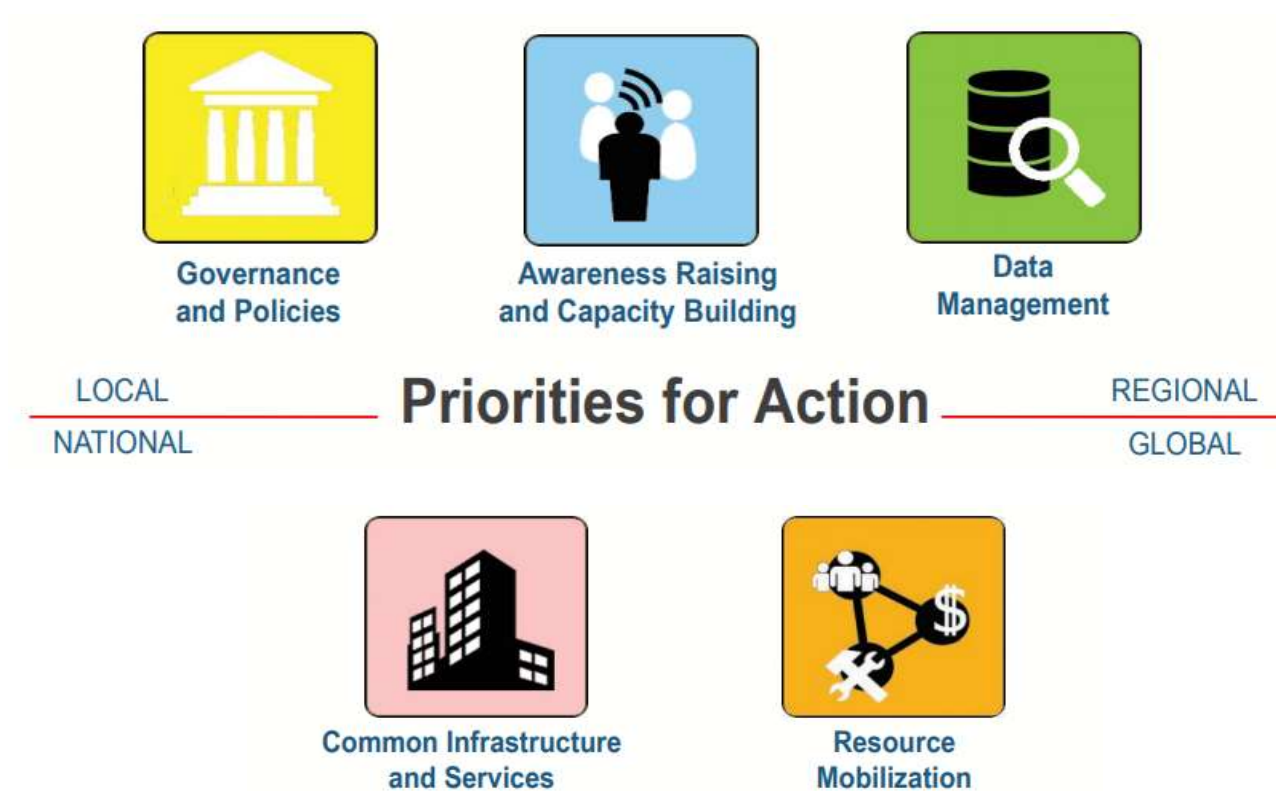 Governance
and Policies
Awareness Raising
and Capacity Building
Data
Management
LOCAL
NATIONAL
Priorities for Action
REGIONAL
GLOBAL
$
Common Infrastructure
and Services
Resource
Mobilization